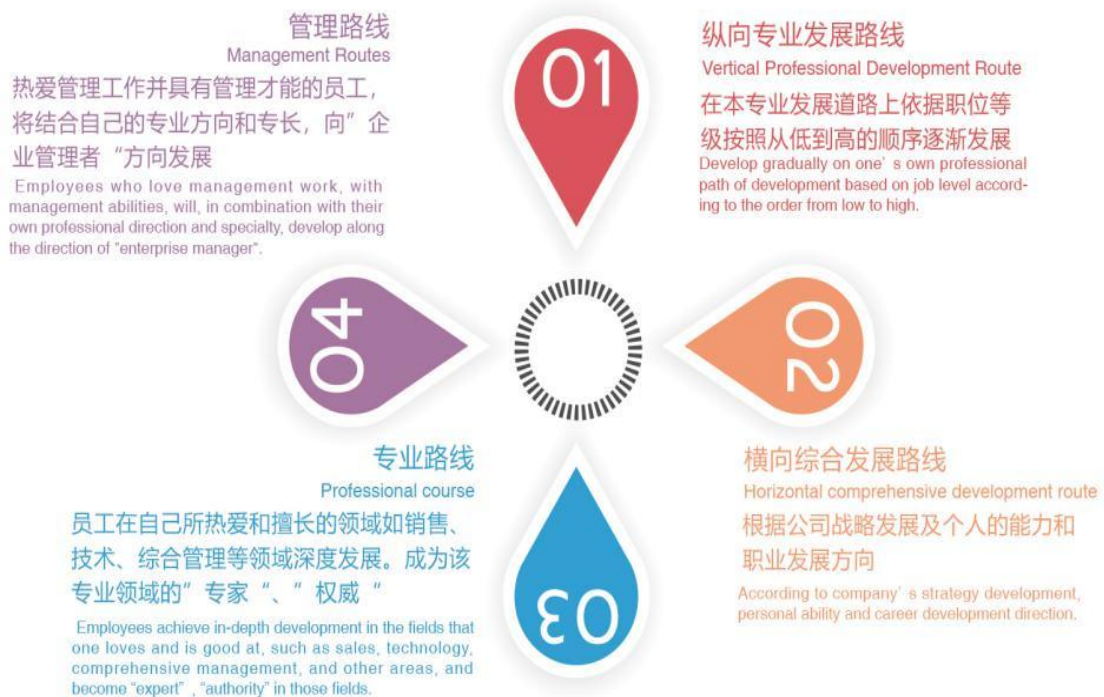 01
纵向专业发展路线
Vertical Professional Development Route
在本专业发展道路上依据职位等
级按照从低到高的顺序逐渐发展
Develop gradually on one' s own professional
path of development based on job level accord-
ing to the order from low to high.
02
横向综合发展路线
Horizontal comprehensive development route
根据公司战略发展及个人的能力和
职业发展方向
According to company' s strategy development,
personal ability and career development direction.
03
专业路线
Professional course
员工在自己所热爱和擅长的领域如销售、
技术、综合管理等领域深度发展。成为该
专业领域的”专家“、”权威“
Employees achieve in-depth development in the fields that
one loves and is good at, such as sales, technology,
comprehensive management, and other areas, and
become “expert” , “authority” in those fields.
04
管理路线
Management Routes
热爱管理工作并具有管理才能的员工，
将结合自己的专业方向和专长，向”企
业管理者“方向发展
Employees who love management work, with
management abilities, will, in combination with their
own professional direction and specialty, develop along
the direction of "enterprise manager".